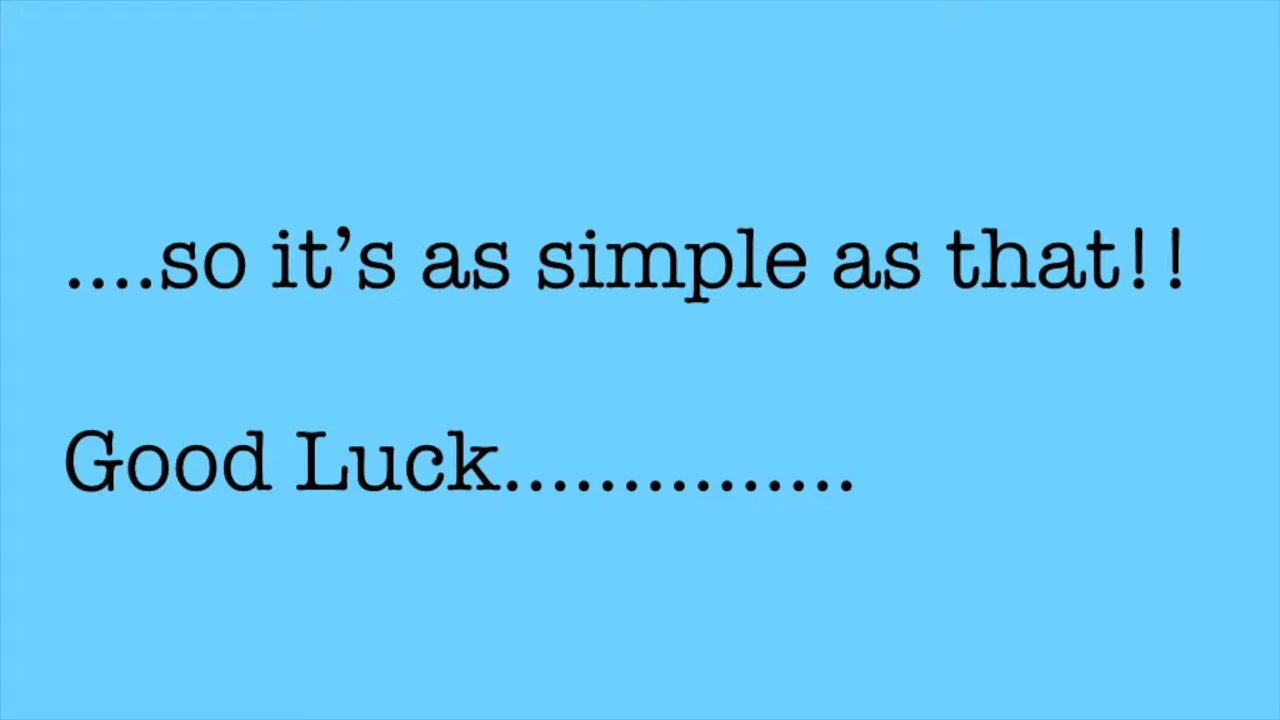 ....so it’s as simple as that!!
Good Luck...............